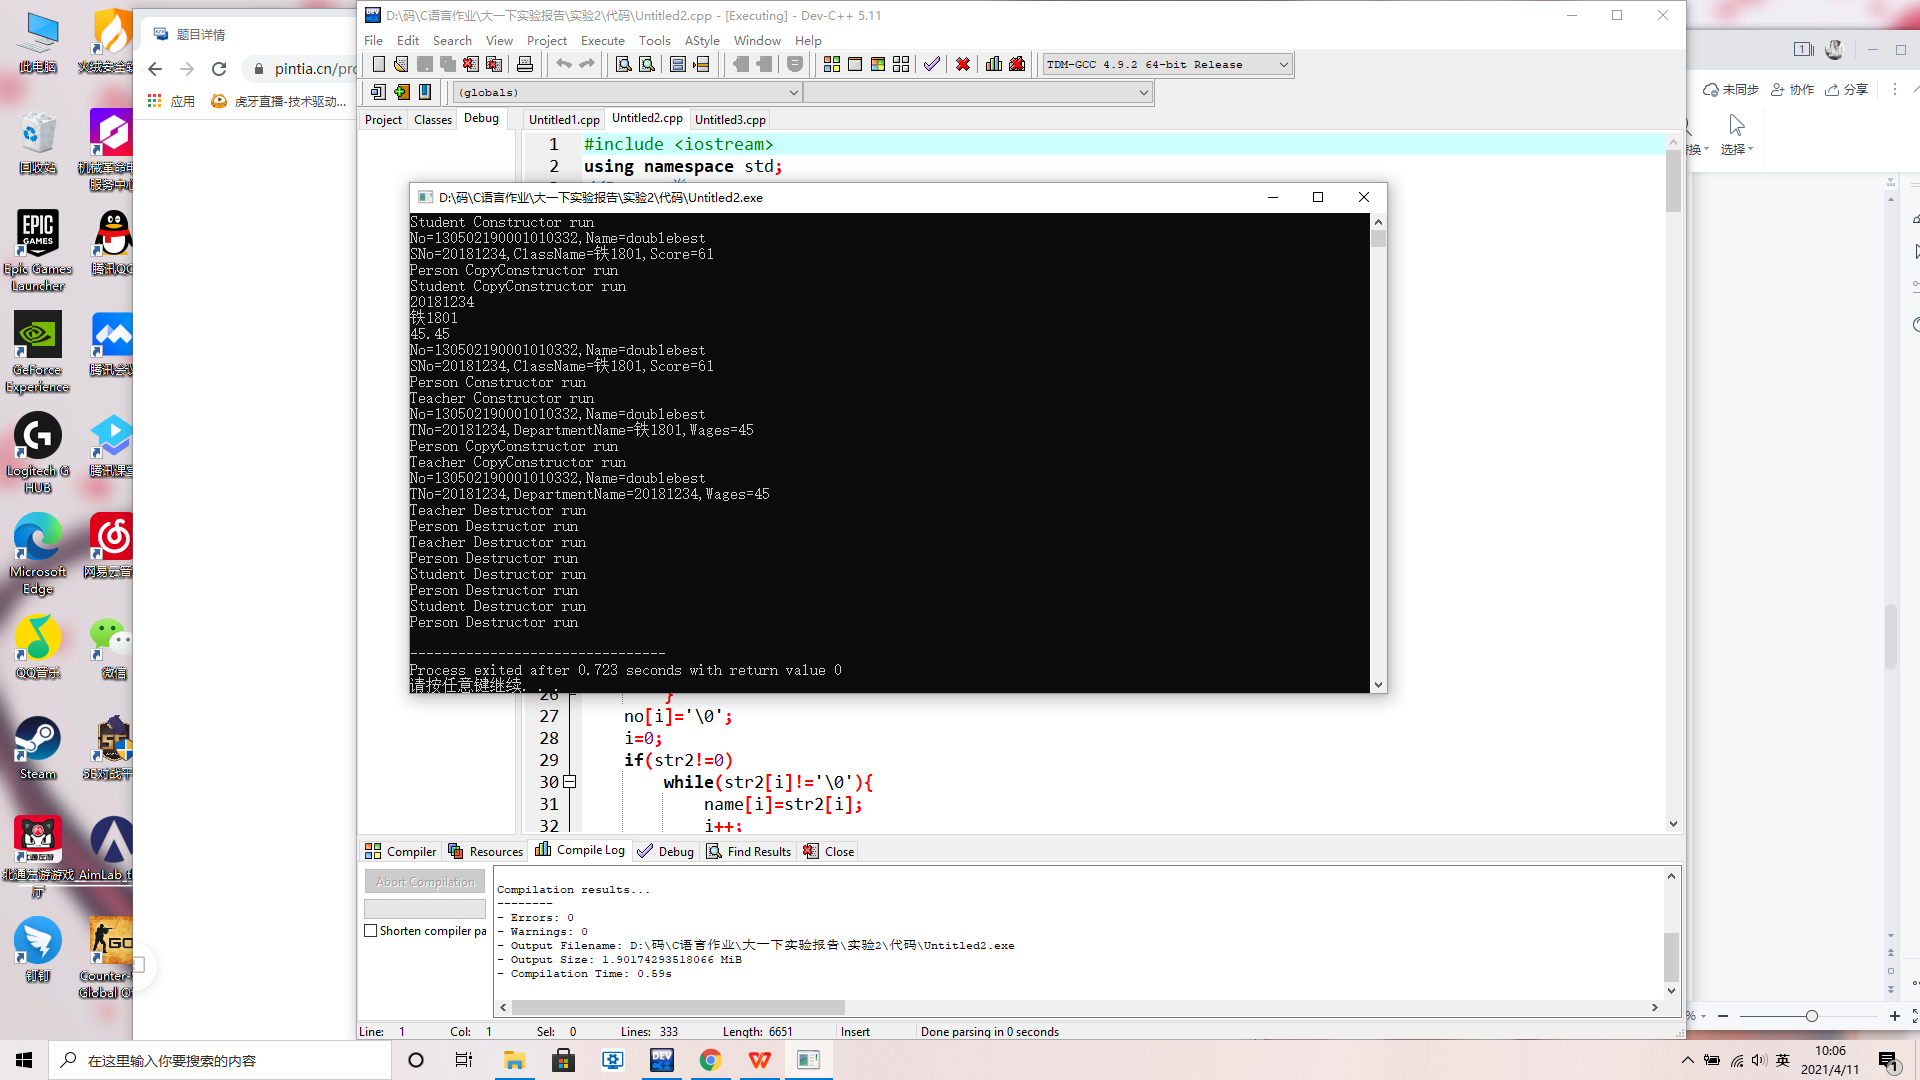 此电脑
火绒安全软
回收站
机械革命电
服务中心
Epic Games
Launcher
腾讯QQ
GeForce
Experience
腾讯会议
Logitech G
HUB
腾讯课堂
Microsoft
Edge
网易云音
QQ音乐
微信
Steam
5E对战平
北通左游游戏
厅
AimLab_t
钉钉
Counter-
Global Of
题目详情
pintia.cn/pro
应用
虎牙直播-技术驱动...
D:\码\C语言作业\大一下实验报告\实验2\代码\Untitled2.cpp - [Executing] - Dev-C++ 5.11
File Edit Search View Project Execute Tools AStyle Window Help
TDM-GCC 4.9.2 64-bit Release
(globals)
Project Classes Debug
Untitled1.cpp Untitled2.cpp Untitled3.cpp
1 #include <iostream>
2 using namespace std;
D:\码\C语言作业\大一下实验报告\实验2\代码\Untitled2.exe
Student Constructor run
No=130502190001010332,Name=doublebest
SNo=20181234,ClassName=铁1801,Score=61
Person CopyConstructor run
Student CopyConstructor run
20181234
铁1801
45.45
No=130502190001010332,Name=doublebest
SNo=20181234,ClassName=铁1801,Score=61
Person Constructor run
Teacher Constructor run
No=130502190001010332,Name=doublebest
TNo=20181234,DepartmentName=铁1801,Wages=45
Person CopyConstructor run
Teacher CopyConstructor run
No=130502190001010332,Name=doublebest
TNo=20181234,DepartmentName=20181234,Wages=45
Teacher Destructor run
Person Destructor run
Teacher Destructor run
Person Destructor run
Student Destructor run
Person Destructor run
Student Destructor run
Person Destructor run
--------------------------------
Process exited after 0.723 seconds with return value 0
请按任意键继续. . .
26 }
27 no[i]='\0';
28 i=0;
29 if(str2!=0)
30 while(str2[i]!='\0'){
31 name[i]=str2[i];
32 i++;
Compiler Resources Compile Log Debug Find Results Close
Abort Compilation
Shorten compiler pa
Compilation results...
--------
- Errors: 0
- Warnings: 0
- Output Filename: D:\码\C语言作业\大一下实验报告\实验2\代码\Untitled2.exe
- Output Size: 1.90174293518066 MiB
- Compilation Time: 0.59s
Line: 1 Col: 1 Sel: 0 Lines: 333 Length: 6651 Insert Done parsing in 0 seconds
未同步 协作 分享
换 选择
%
在这里输入你要搜索的内容
英
10:06
2021/4/11
1